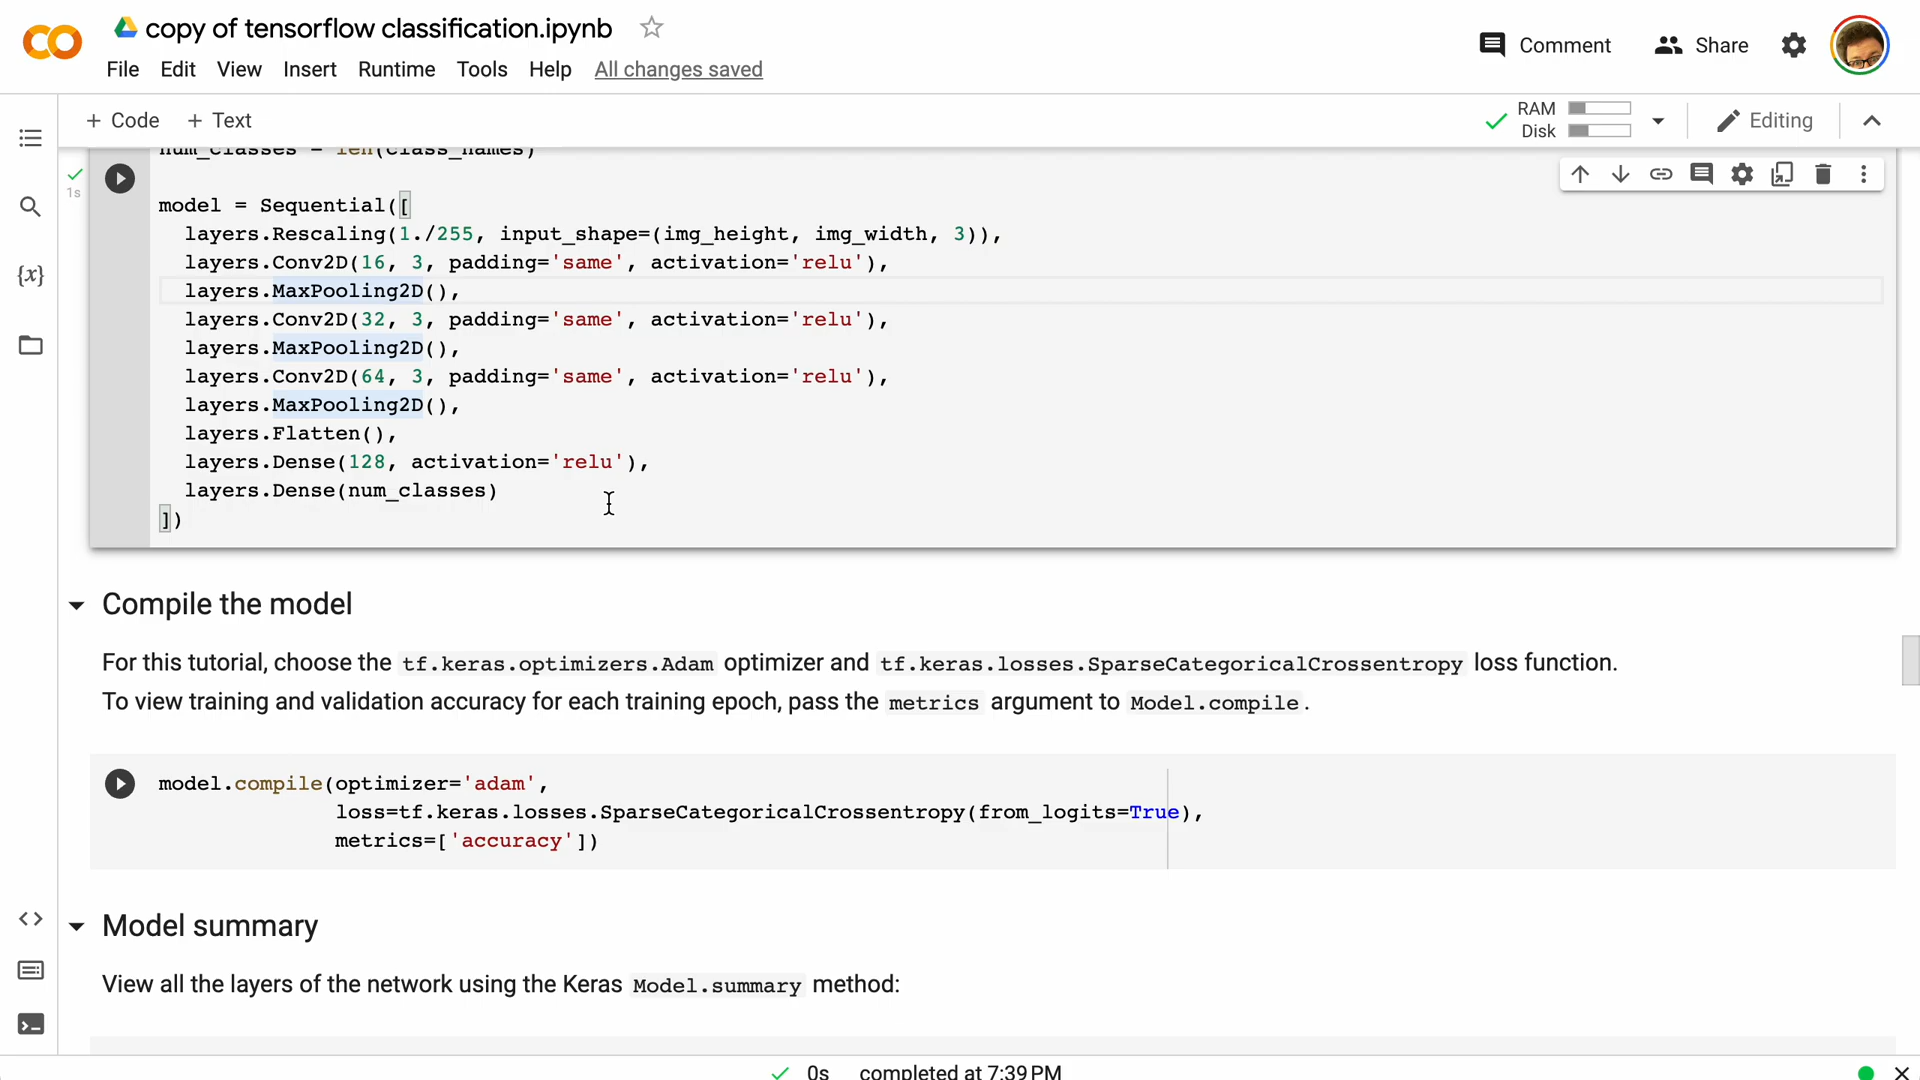 copy of tensorflow classification.ipynb
Comment
Share
File Edit View Insert Runtime Tools Help All changes saved
+ Code + Text
RAM
Disk
Editing
num_classes = len(class_names)
1s
model = Sequential([
layers.Rescaling(1./255, input_shape=(img_height, img_width, 3)),
layers.Conv2D(16, 3, padding='same', activation='relu'),
layers.MaxPooling2D(),
layers.Conv2D(32, 3, padding='same', activation='relu'),
layers.MaxPooling2D(),
layers.Conv2D(64, 3, padding='same', activation='relu'),
layers.MaxPooling2D(),
layers.Flatten(),
layers.Dense(128, activation='relu'),
layers.Dense(num_classes)
])
Compile the model
For this tutorial, choose the tf.keras.optimizers.Adam optimizer and tf.keras.losses.SparseCategoricalCrossentropy loss function.
To view training and validation accuracy for each training epoch, pass the metrics argument to Model.compile.
model.compile(optimizer='adam',
loss=tf.keras.losses.SparseCategoricalCrossentropy(from_logits=True),
metrics=['accuracy'])
Model summary
View all the layers of the network using the Keras Model.summary method:
0s completed at 7:39 PM